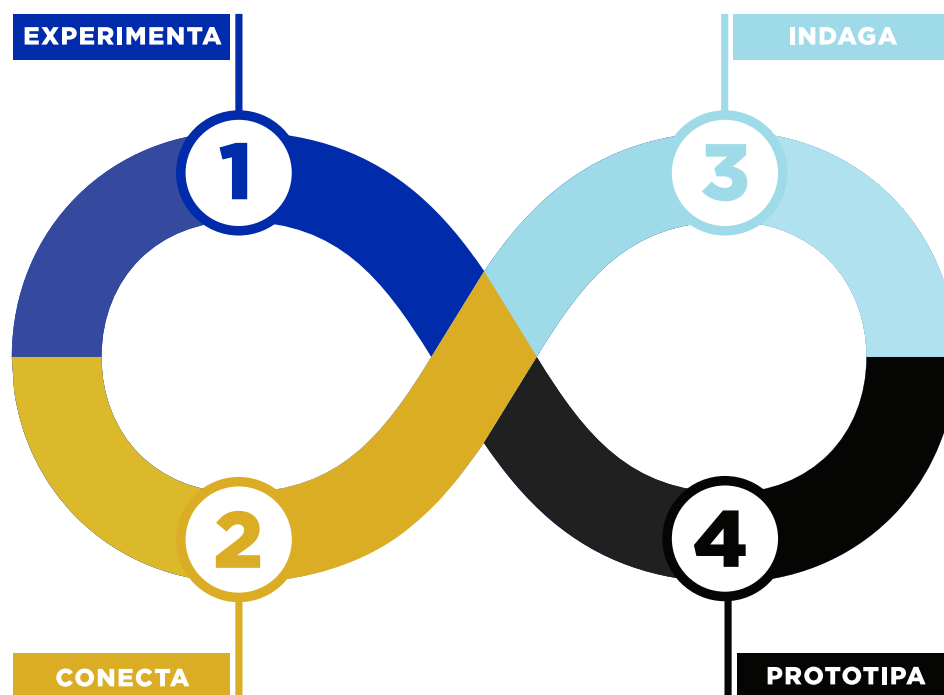 EXPERIMENTA
INDAGA
1
3
2
4
CONECTA
PROTOTIPA